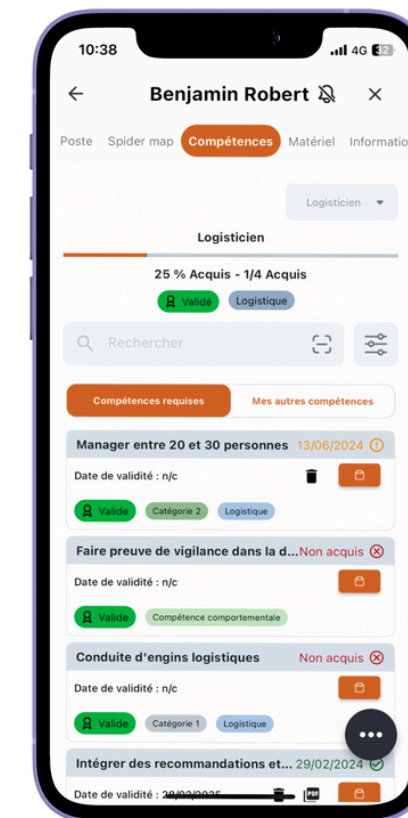 10:38 4G 32
Benjamin Robert
Poste Spider map Compétences Matériel Informatio
Logisticien
Logisticien
25 % Acquis - 1/4 Acquis
Validé Logistique
Rechercher
Compétences requises Mes autres compétences
Manager entre 20 et 30 personnes 13/06/2024
Date de validité : n/c
Valide Catégorie 2 Logistique
Faire preuve de vigilance dans la d... Non acquis
Date de validité : n/c
Valide Compétence comportementale
Conduite d'engins logistiques Non acquis
Date de validité : n/c
Valide Catégorie 1 Logistique
Intégrer des recommandations et... 29/02/2024
Date de validité : 28/02/2025 PDF